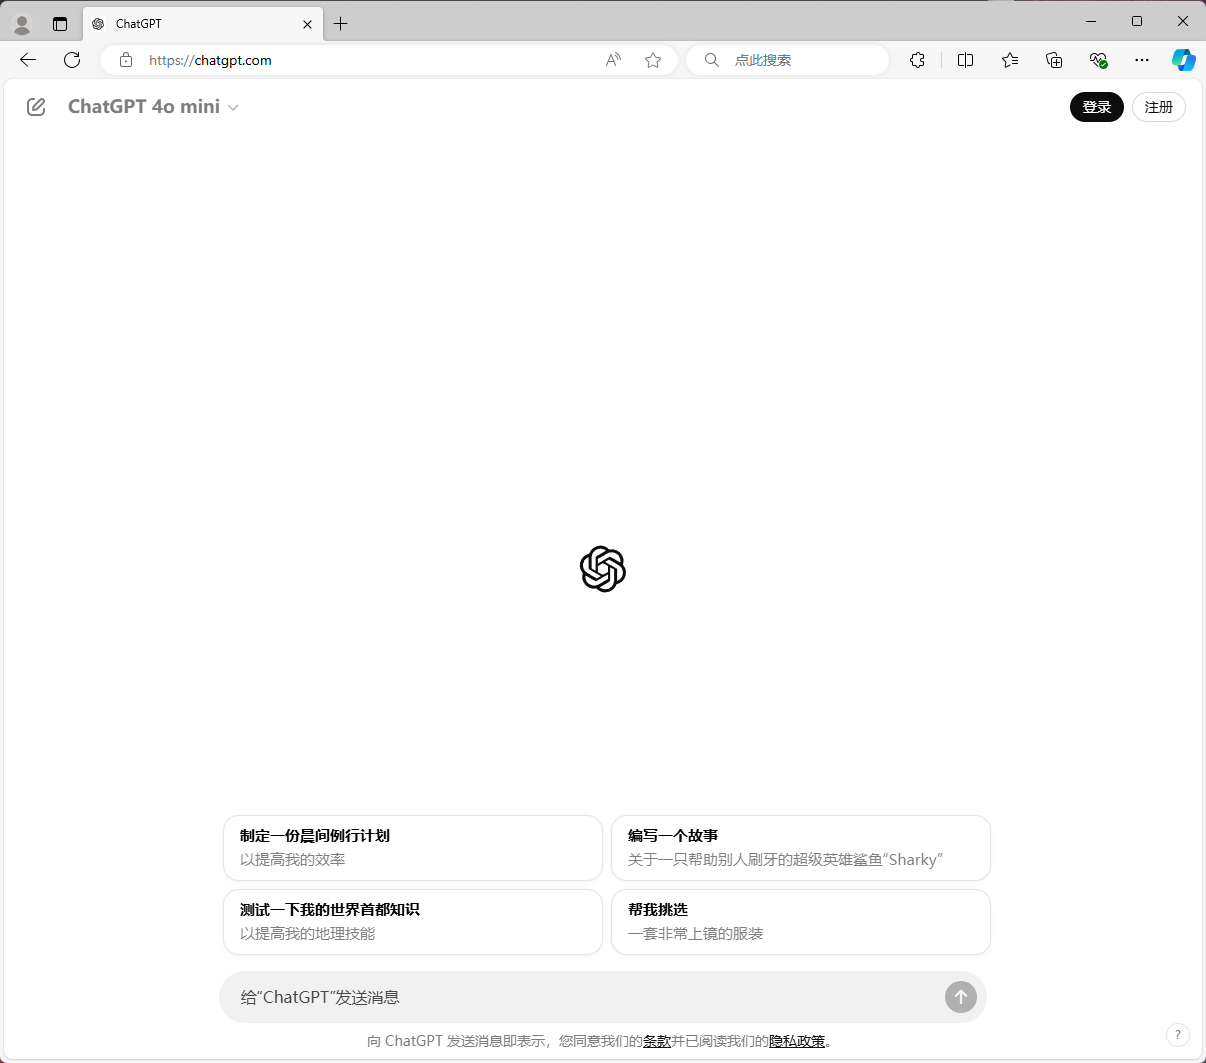 ChatGPT
https://chatgpt.com
点此搜索
ChatGPT 4o mini
登录
注册
制定一份晨间例行计划
以提高我的效率
编写一个故事
关于一只帮助别人刷牙的超级英雄鲨鱼“Sharky”
测试一下我的世界首都知识
以提高我的地理技能
帮我挑选
一套非常上镜的服装
给“ChatGPT”发送消息
向 ChatGPT 发送消息即表示，您同意我们的条款并已阅读我们的隐私政策。
?